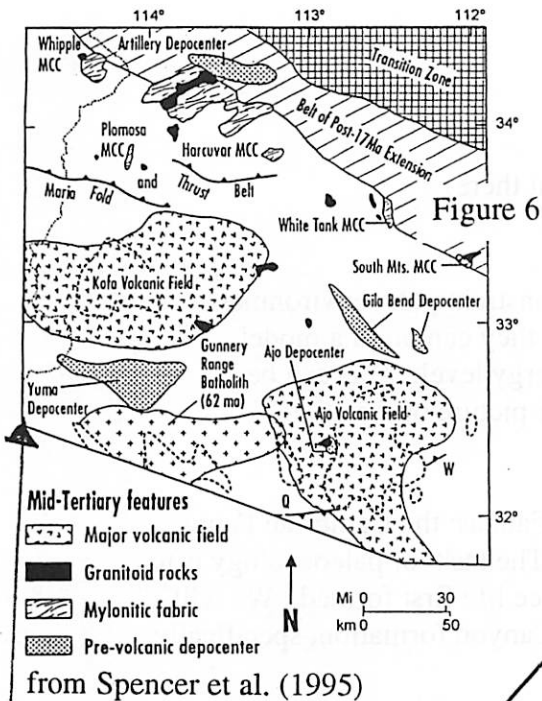 114°
113°
112°
Whipple
MCC
Artillery Depocenter
Transition Zone
Belt of Post-17Ma Extension
34°
Plomosa
MCC
Harcuvar MCC
Maria Fold and Thrust Belt
White Tank MCC
Figure 6
South Mts. MCC
Kofa Volcanic Field
Gila Bend Depocenter
33°
Gunnery
Range
Batholith
(62 ma)
Ajo Depocenter
Yuma
Depocenter
Ajo Volcanic Field
W
Q
32°
Mid-Tertiary features
Major volcanic field
Granitoid rocks
Mylonitic fabric
Pre-volcanic depocenter
N
Mi 0 30
km 0 50
from Spencer et al. (1995)